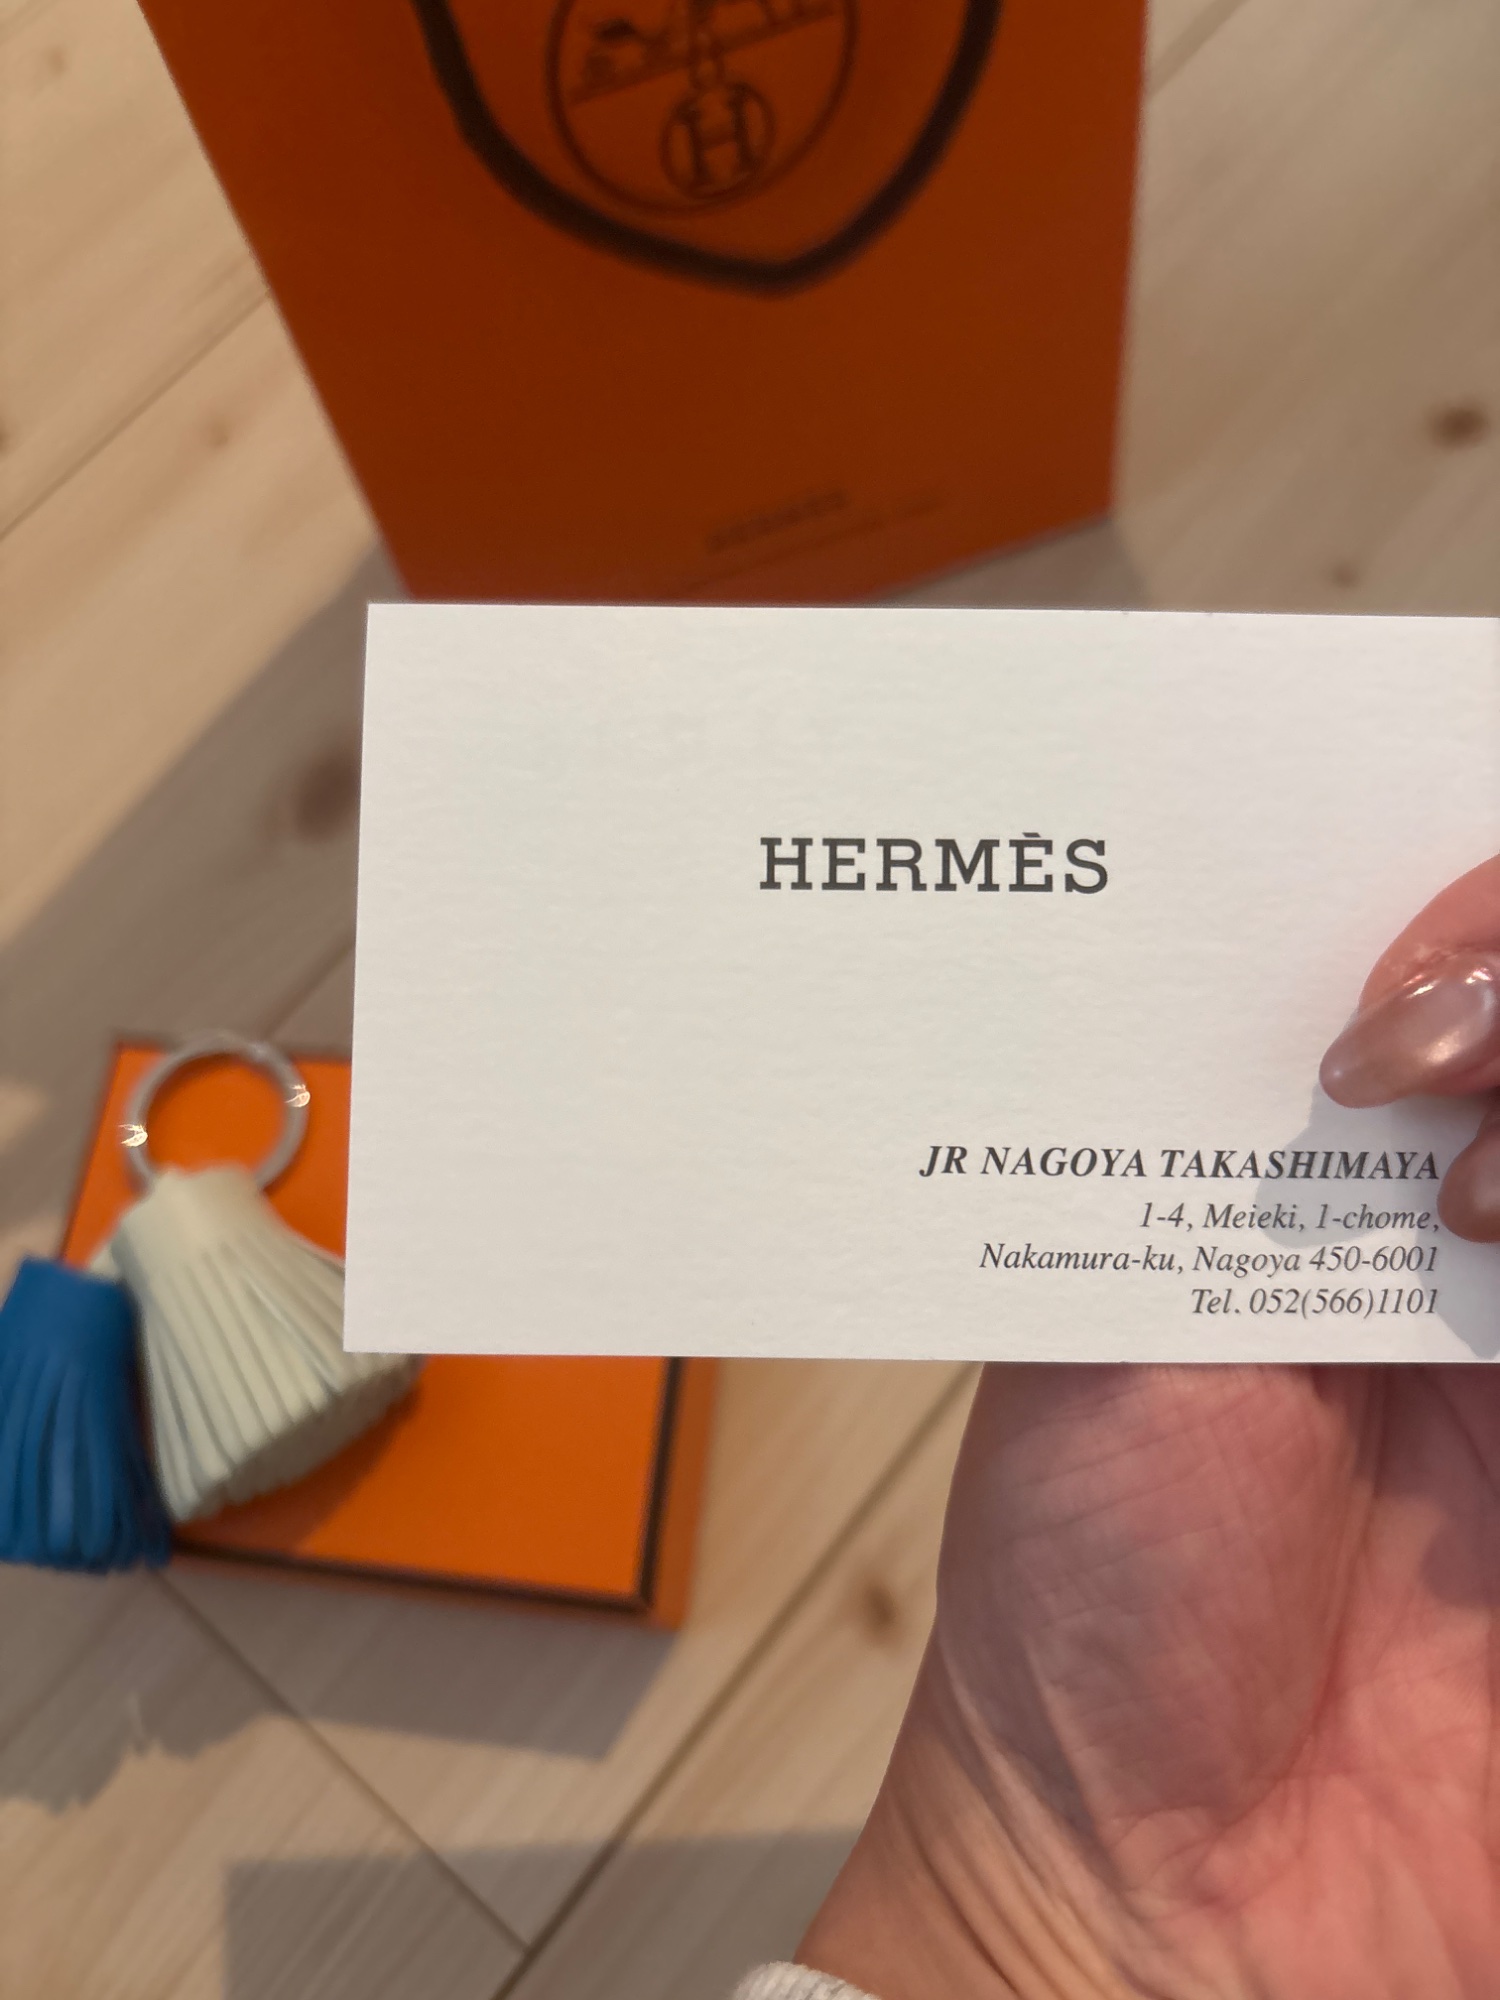 H
HERMÈS
JR NAGOYA TAKASHIMAYA
1-4, Meieki, 1-chome,
Nakamura-ku, Nagoya 450-6001
Tel. 052(566)1101